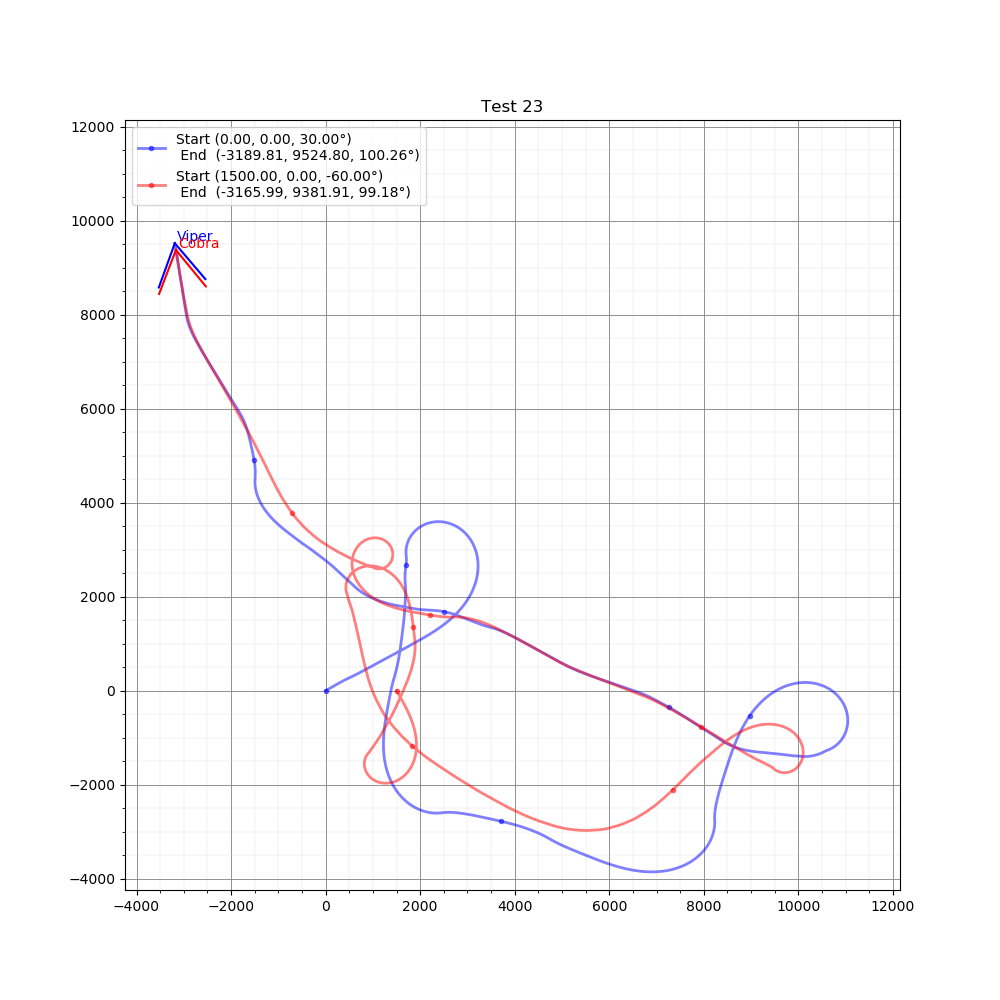 Test 23
Start (0.00, 0.00, 30.00°)
End (-3189.81, 9524.80, 100.26°)
Start (1500.00, 0.00, -60.00°)
End (-3165.99, 9381.91, 99.18°)
Viper
Cobra
12000
10000
8000
6000
4000
2000
0
−2000
−4000
−4000 −2000 0 2000 4000 6000 8000 10000 12000